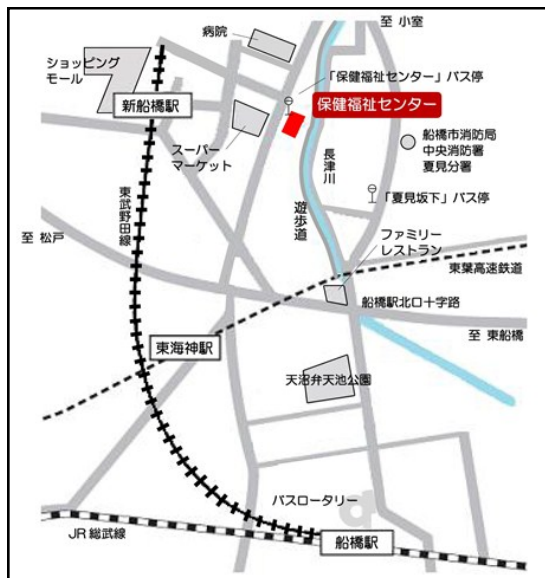 至 小室
病院
ショッピング
モール
「保健福祉センター」バス停
保健福祉センター
新船橋駅
スーパー
マーケット
船橋市消防局
中央消防署
夏見分署
長津川
遊歩道
「夏見坂下」バス停
東武野田線
至 松戸
ファミリー
レストラン
東葉高速鉄道
船橋駅北口十字路
至 東船橋
東海神駅
天沼弁天池公園
バスロータリー
JR 総武線
船橋駅